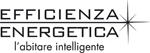 EFFICIENZA
ENERGETICA
l'abitare intelligente